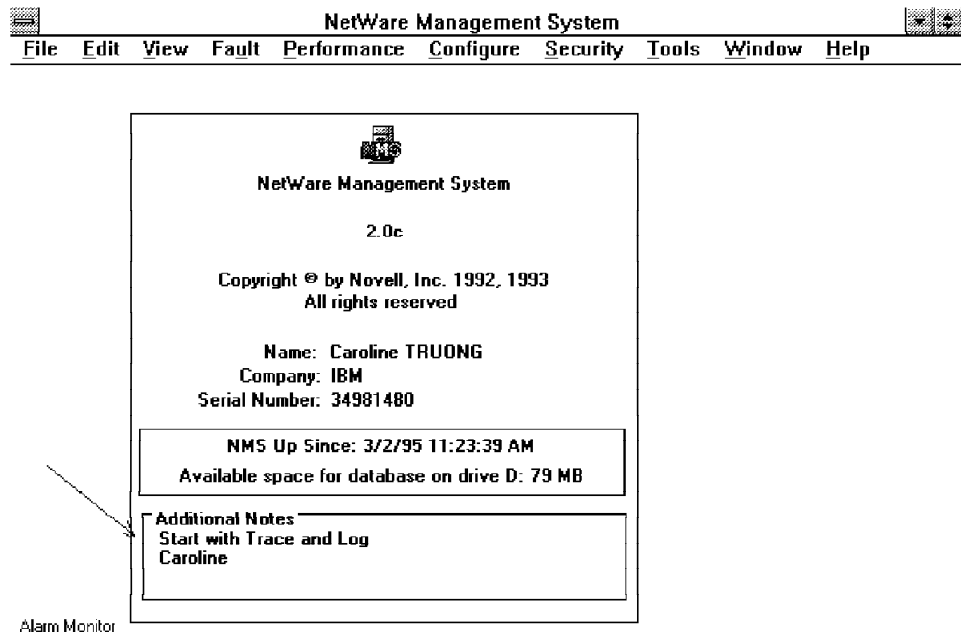 NetWare Management System
File Edit View Fault Performance Configure Security Tools Window Help
NMS
NetWare Management System
2.0c
Copyright © by Novell, Inc. 1992, 1993
All rights reserved
Name: Caroline TRUONG
Company: IBM
Serial Number: 34981480
NMS Up Since: 3/2/95 11:23:39 AM
Available space for database on drive D: 79 MB
Additional Notes
Start with Trace and Log
Caroline
Alarm Monitor